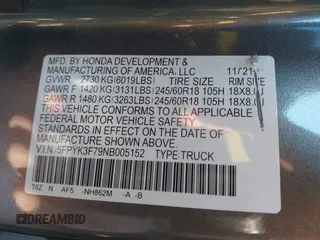 MFD. BY HONDA DEVELOPMENT &
MANUFACTURING OF AMERICA, LLC 11/21
GVWR 2730 KG(6019LBS) TIRE SIZE RIM SIZE
GAWR F 1420 KG(3131LBS) 245/60R18 105H 18X8.0J
GAWR R 1480 KG(3263LBS) 245/60R18 105H 18X8.0J
THIS VEHICLE CONFORMS TO ALL APPLICABLE
FEDERAL MOTOR VEHICLE SAFETY STANDARDS IN
EFFECT ON THE DATE OF MANUFACTURE SHOWN ABOVE.
V.I.N. 5FPYK3F79NB005152 TYPE TRUCK
T6Z N AF5 -NH862M -A -B
DREAMBID